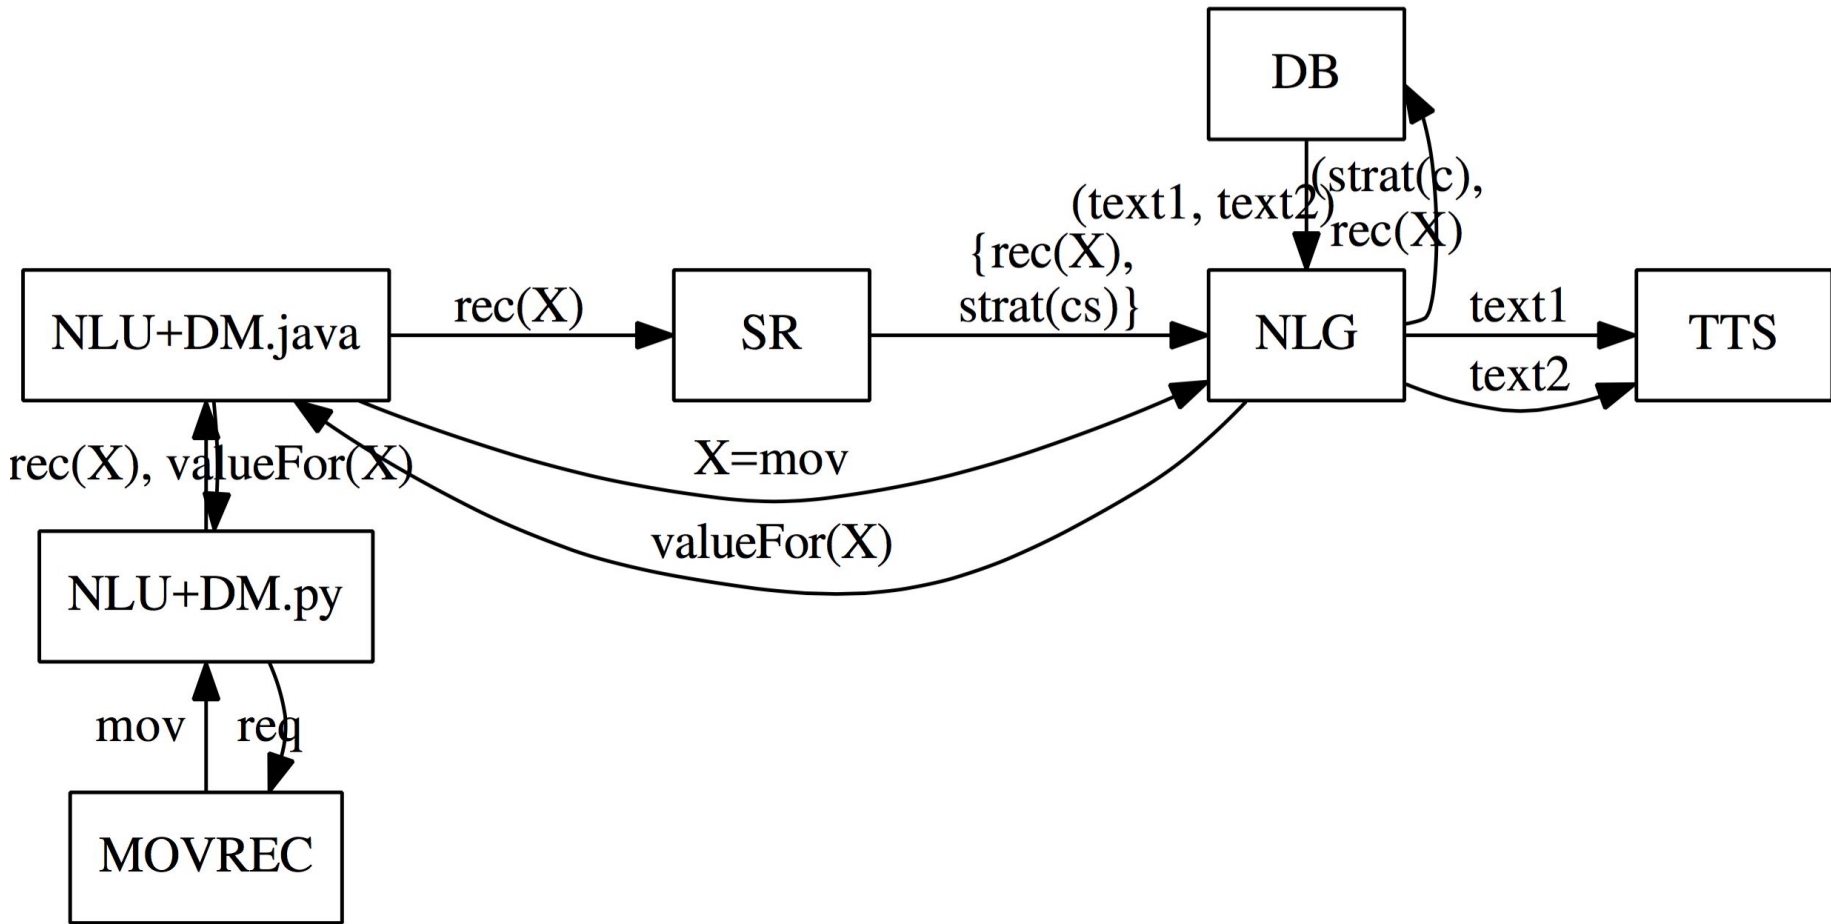 DB
(strat(c),
rec(X)
(text1, text2)
{rec(X),
strat(cs)}
NLU+DM.java
rec(X)
SR
NLG
text1
text2
TTS
rec(X), valueFor(X)
X=mov
valueFor(X)
NLU+DM.py
mov
req
MOVREC